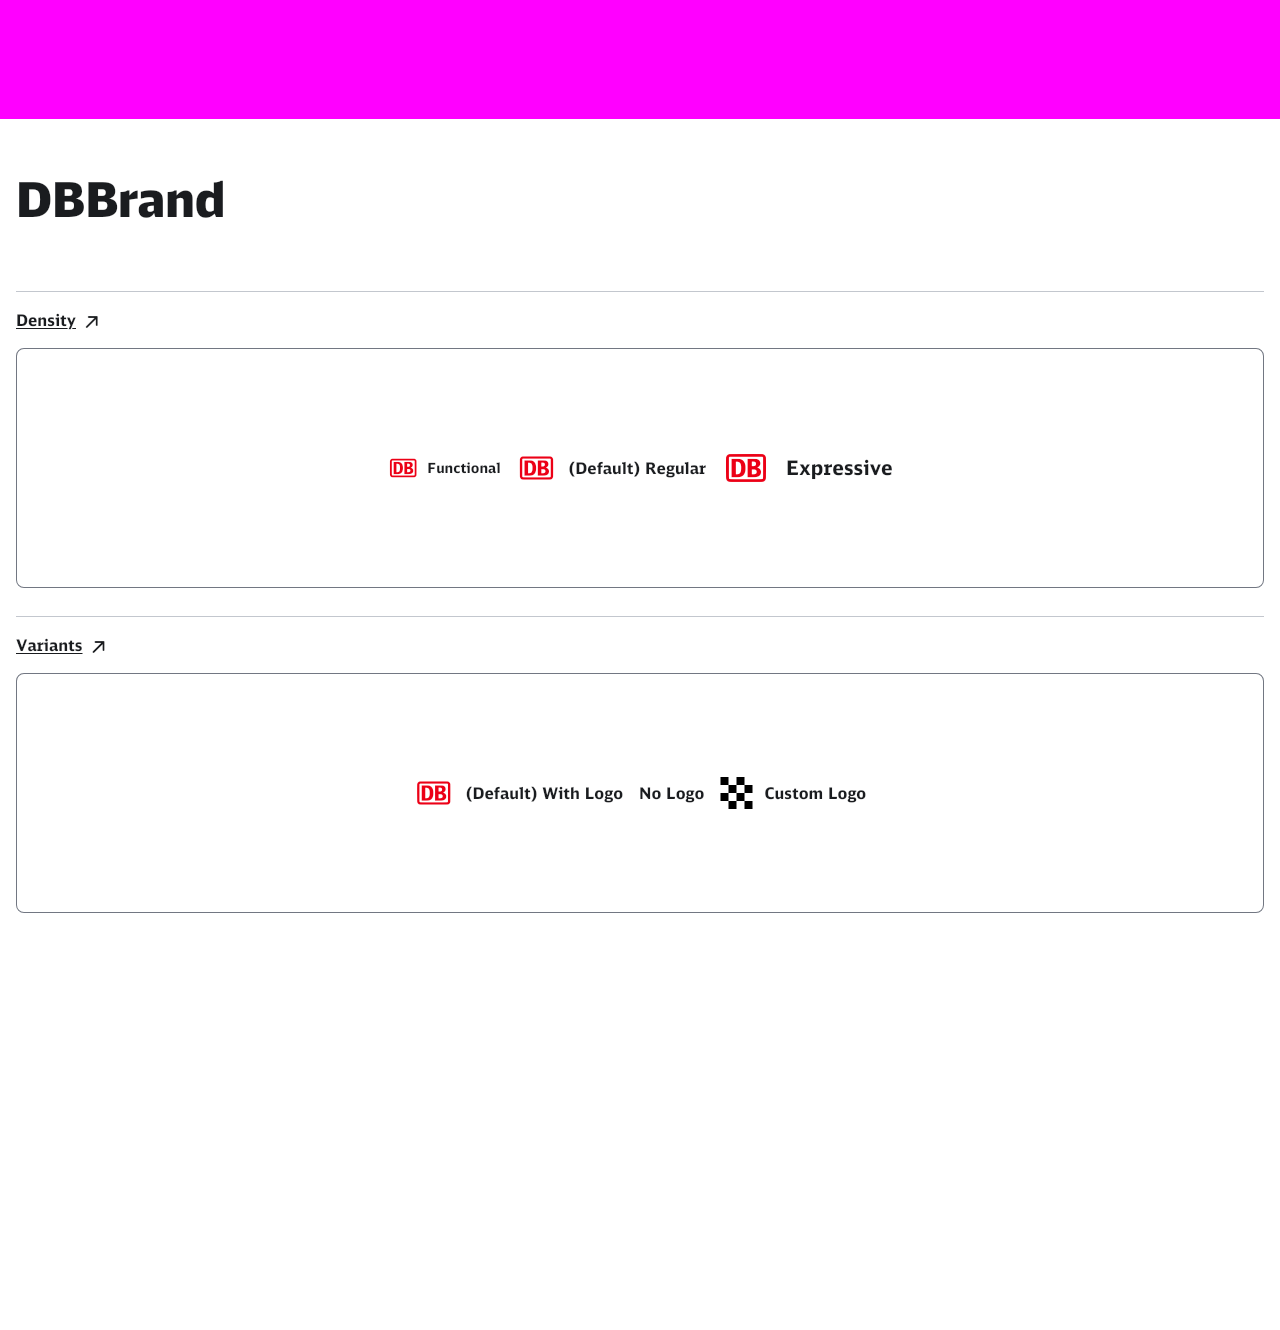 DBBrand
Density
DB Functional DB (Default) Regular DB Expressive
Variants
DB (Default) With Logo No Logo Custom Logo